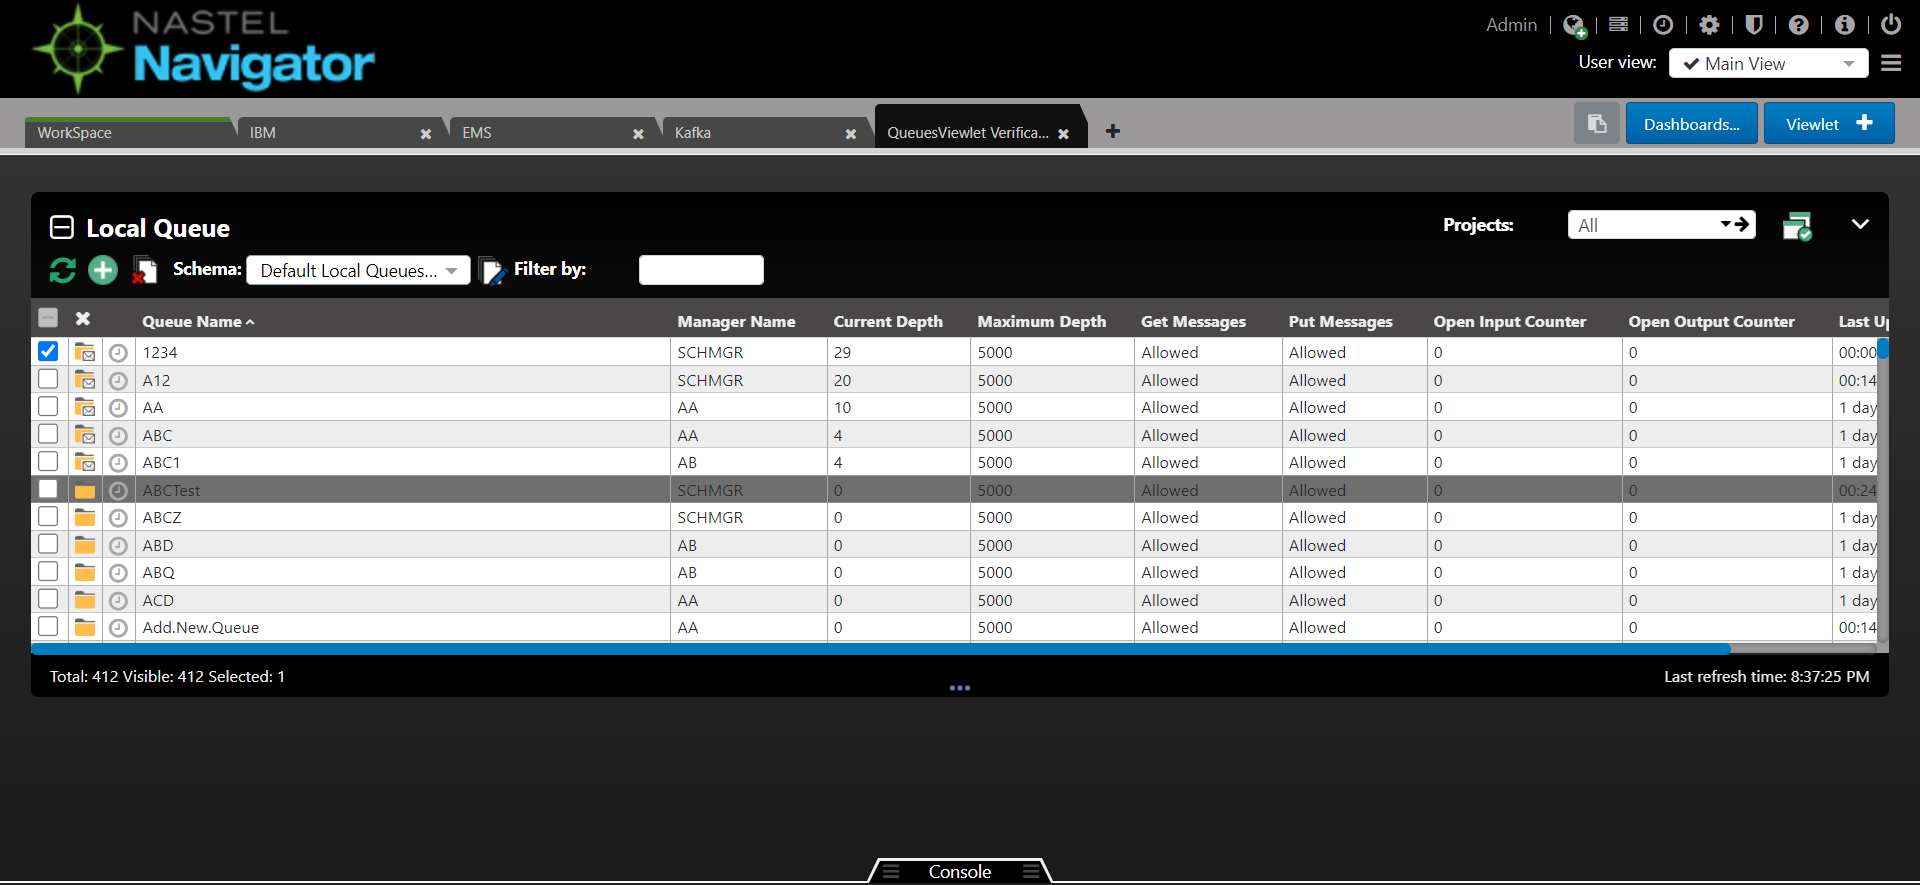 NASTEL
Navigator
Admin
User view: Main View
WorkSpace IBM EMS Kafka QueuesViewlet Verifica...
Dashboards... Viewlet
Local Queue
Projects: All
Schema: Default Local Queues... Filter by:
Queue Name Manager Name Current Depth Maximum Depth Get Messages Put Messages Open Input Counter Open Output Counter Last Up
1234 SCHMGR 29 5000 Allowed Allowed 0 0 00:00
A12 SCHMGR 20 5000 Allowed Allowed 0 0 00:14
AA AA 10 5000 Allowed Allowed 0 0 1 day
ABC AA 4 5000 Allowed Allowed 0 0 1 day
ABC1 AB 4 5000 Allowed Allowed 0 0 1 day
ABCTest SCHMGR 0 5000 Allowed Allowed 0 0 00:24
ABCZ SCHMGR 0 5000 Allowed Allowed 0 0 1 day
ABD AB 0 5000 Allowed Allowed 0 0 1 day
ABQ AB 0 5000 Allowed Allowed 0 0 1 day
ACD AA 0 5000 Allowed Allowed 0 0 1 day
Add.New.Queue AA 0 5000 Allowed Allowed 0 0 00:14
Total: 412 Visible: 412 Selected: 1
Last refresh time: 8:37:25 PM
Console